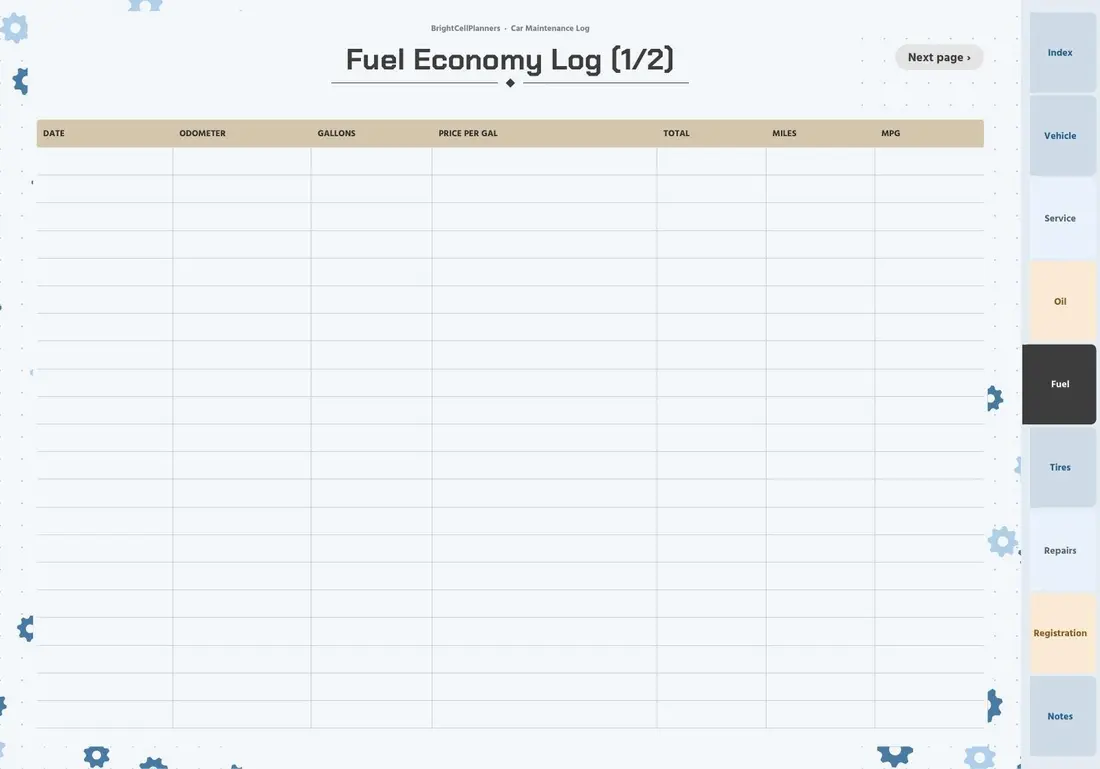 BrightCellPlanners · Car Maintenance Log
Fuel Economy Log (1/2)
Next page ›
DATE ODOMETER GALLONS PRICE PER GAL TOTAL MILES MPG
Index
Vehicle
Service
Oil
Fuel
Tires
Repairs
Registration
Notes